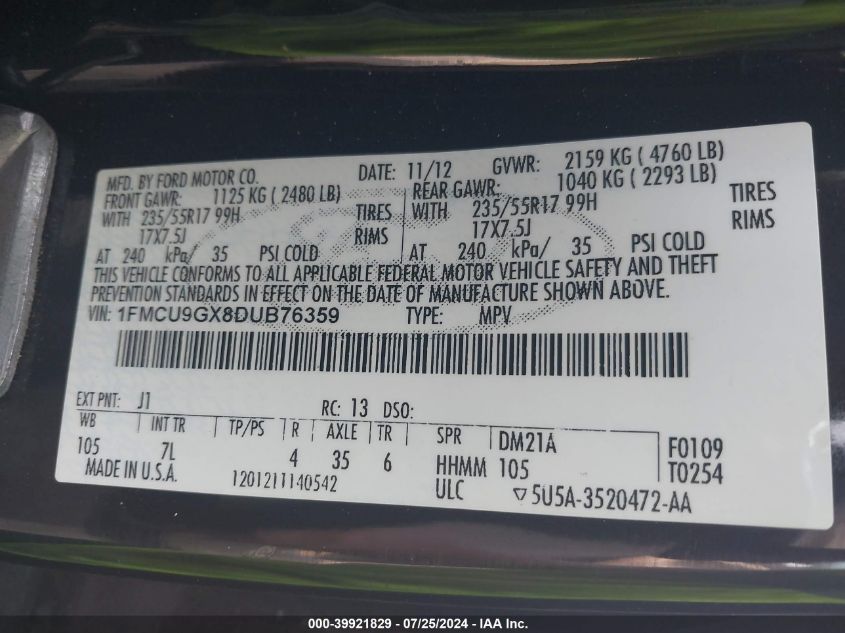 MFD. BY FORD MOTOR CO. DATE: 11/12 GVWR: 2159 KG ( 4760 LB)
FRONT GAWR: 1125 KG ( 2480 LB) REAR GAWR: 1040 KG ( 2293 LB)
WITH 235/55R17 99H TIRES WITH 235/55R17 99H TIRES
17X7.5J RIMS 17X7.5J RIMS
AT 240 kPa/ 35 PSI COLD AT 240 kPa/ 35 PSI COLD
THIS VEHICLE CONFORMS TO ALL APPLICABLE FEDERAL MOTOR VEHICLE SAFETY AND THEFT
PREVENTION STANDARDS IN EFFECT ON THE DATE OF MANUFACTURE SHOWN ABOVE.
VIN: 1FMCU9GX8DUB76359 TYPE: MPV
EXT PNT: J1 RC: 13 DSO:
WB INT TR TP/PS R AXLE TR SPR DM21A F0109
105 7L 4 35 6 HHMM 105 T0254
MADE IN U.S.A. 1201211140542 ULC ▽5U5A-3520472-AA
000-39921829 - 07/25/2024 - IAA Inc.